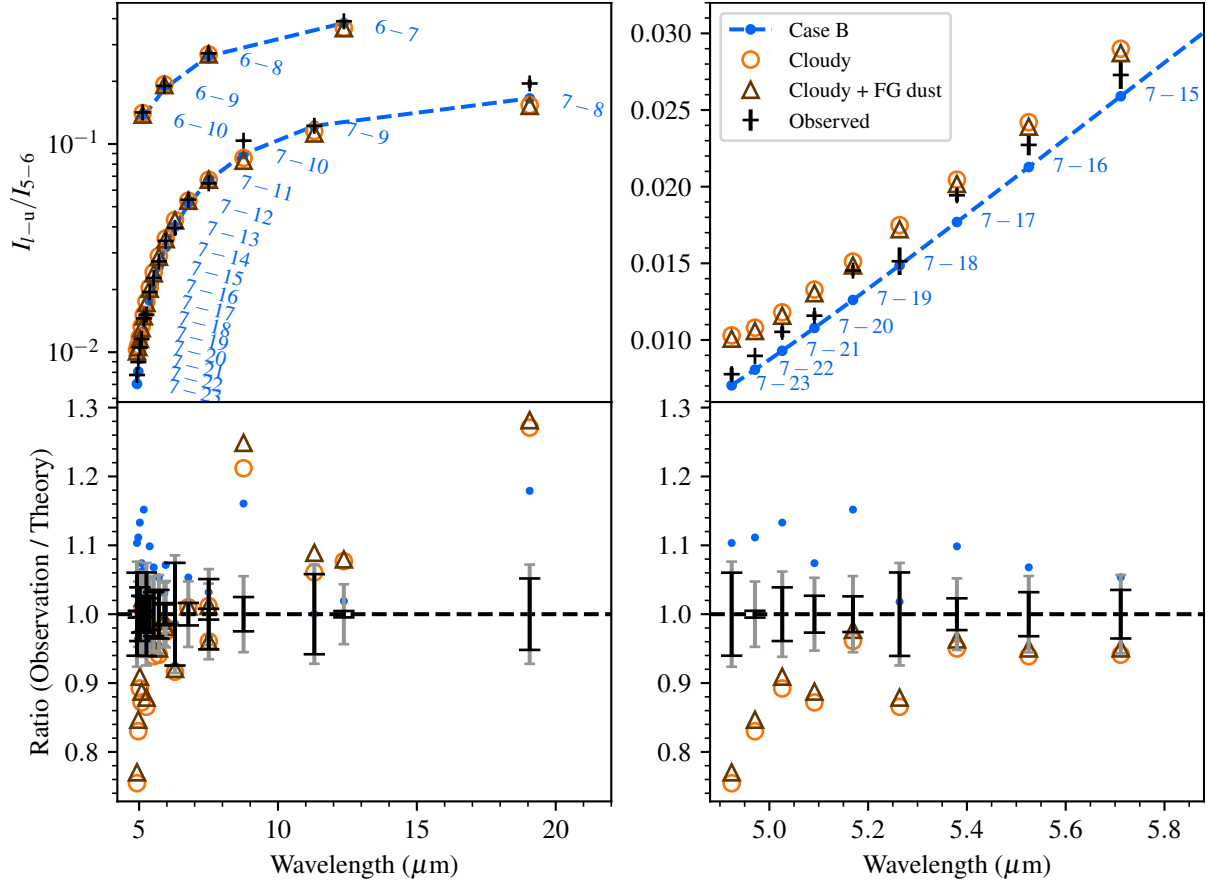 I_{l−u}/I_{5−6}
10^{−1}
10^{−2}
6 − 7
6 − 8
6 − 9
6 − 10
7 − 8
7 − 9
7 − 10
7 − 11
7 − 12
7 − 13
7 − 14
7 − 15
7 − 16
7 − 17
7 − 18
7 − 19
7 − 20
7 − 21
7 − 22
7 − 23
Case B
Cloudy
Cloudy + FG dust
Observed
0.030
0.025
0.020
0.015
0.010
7 − 15
7 − 16
7 − 17
7 − 18
7 − 19
7 − 20
7 − 21
7 − 22
7 − 23
Ratio (Observation / Theory)
1.3
1.2
1.1
1.0
0.9
0.8
5
10
15
20
Wavelength (μm)
1.3
1.2
1.1
1.0
0.9
0.8
5.0
5.2
5.4
5.6
5.8
Wavelength (μm)